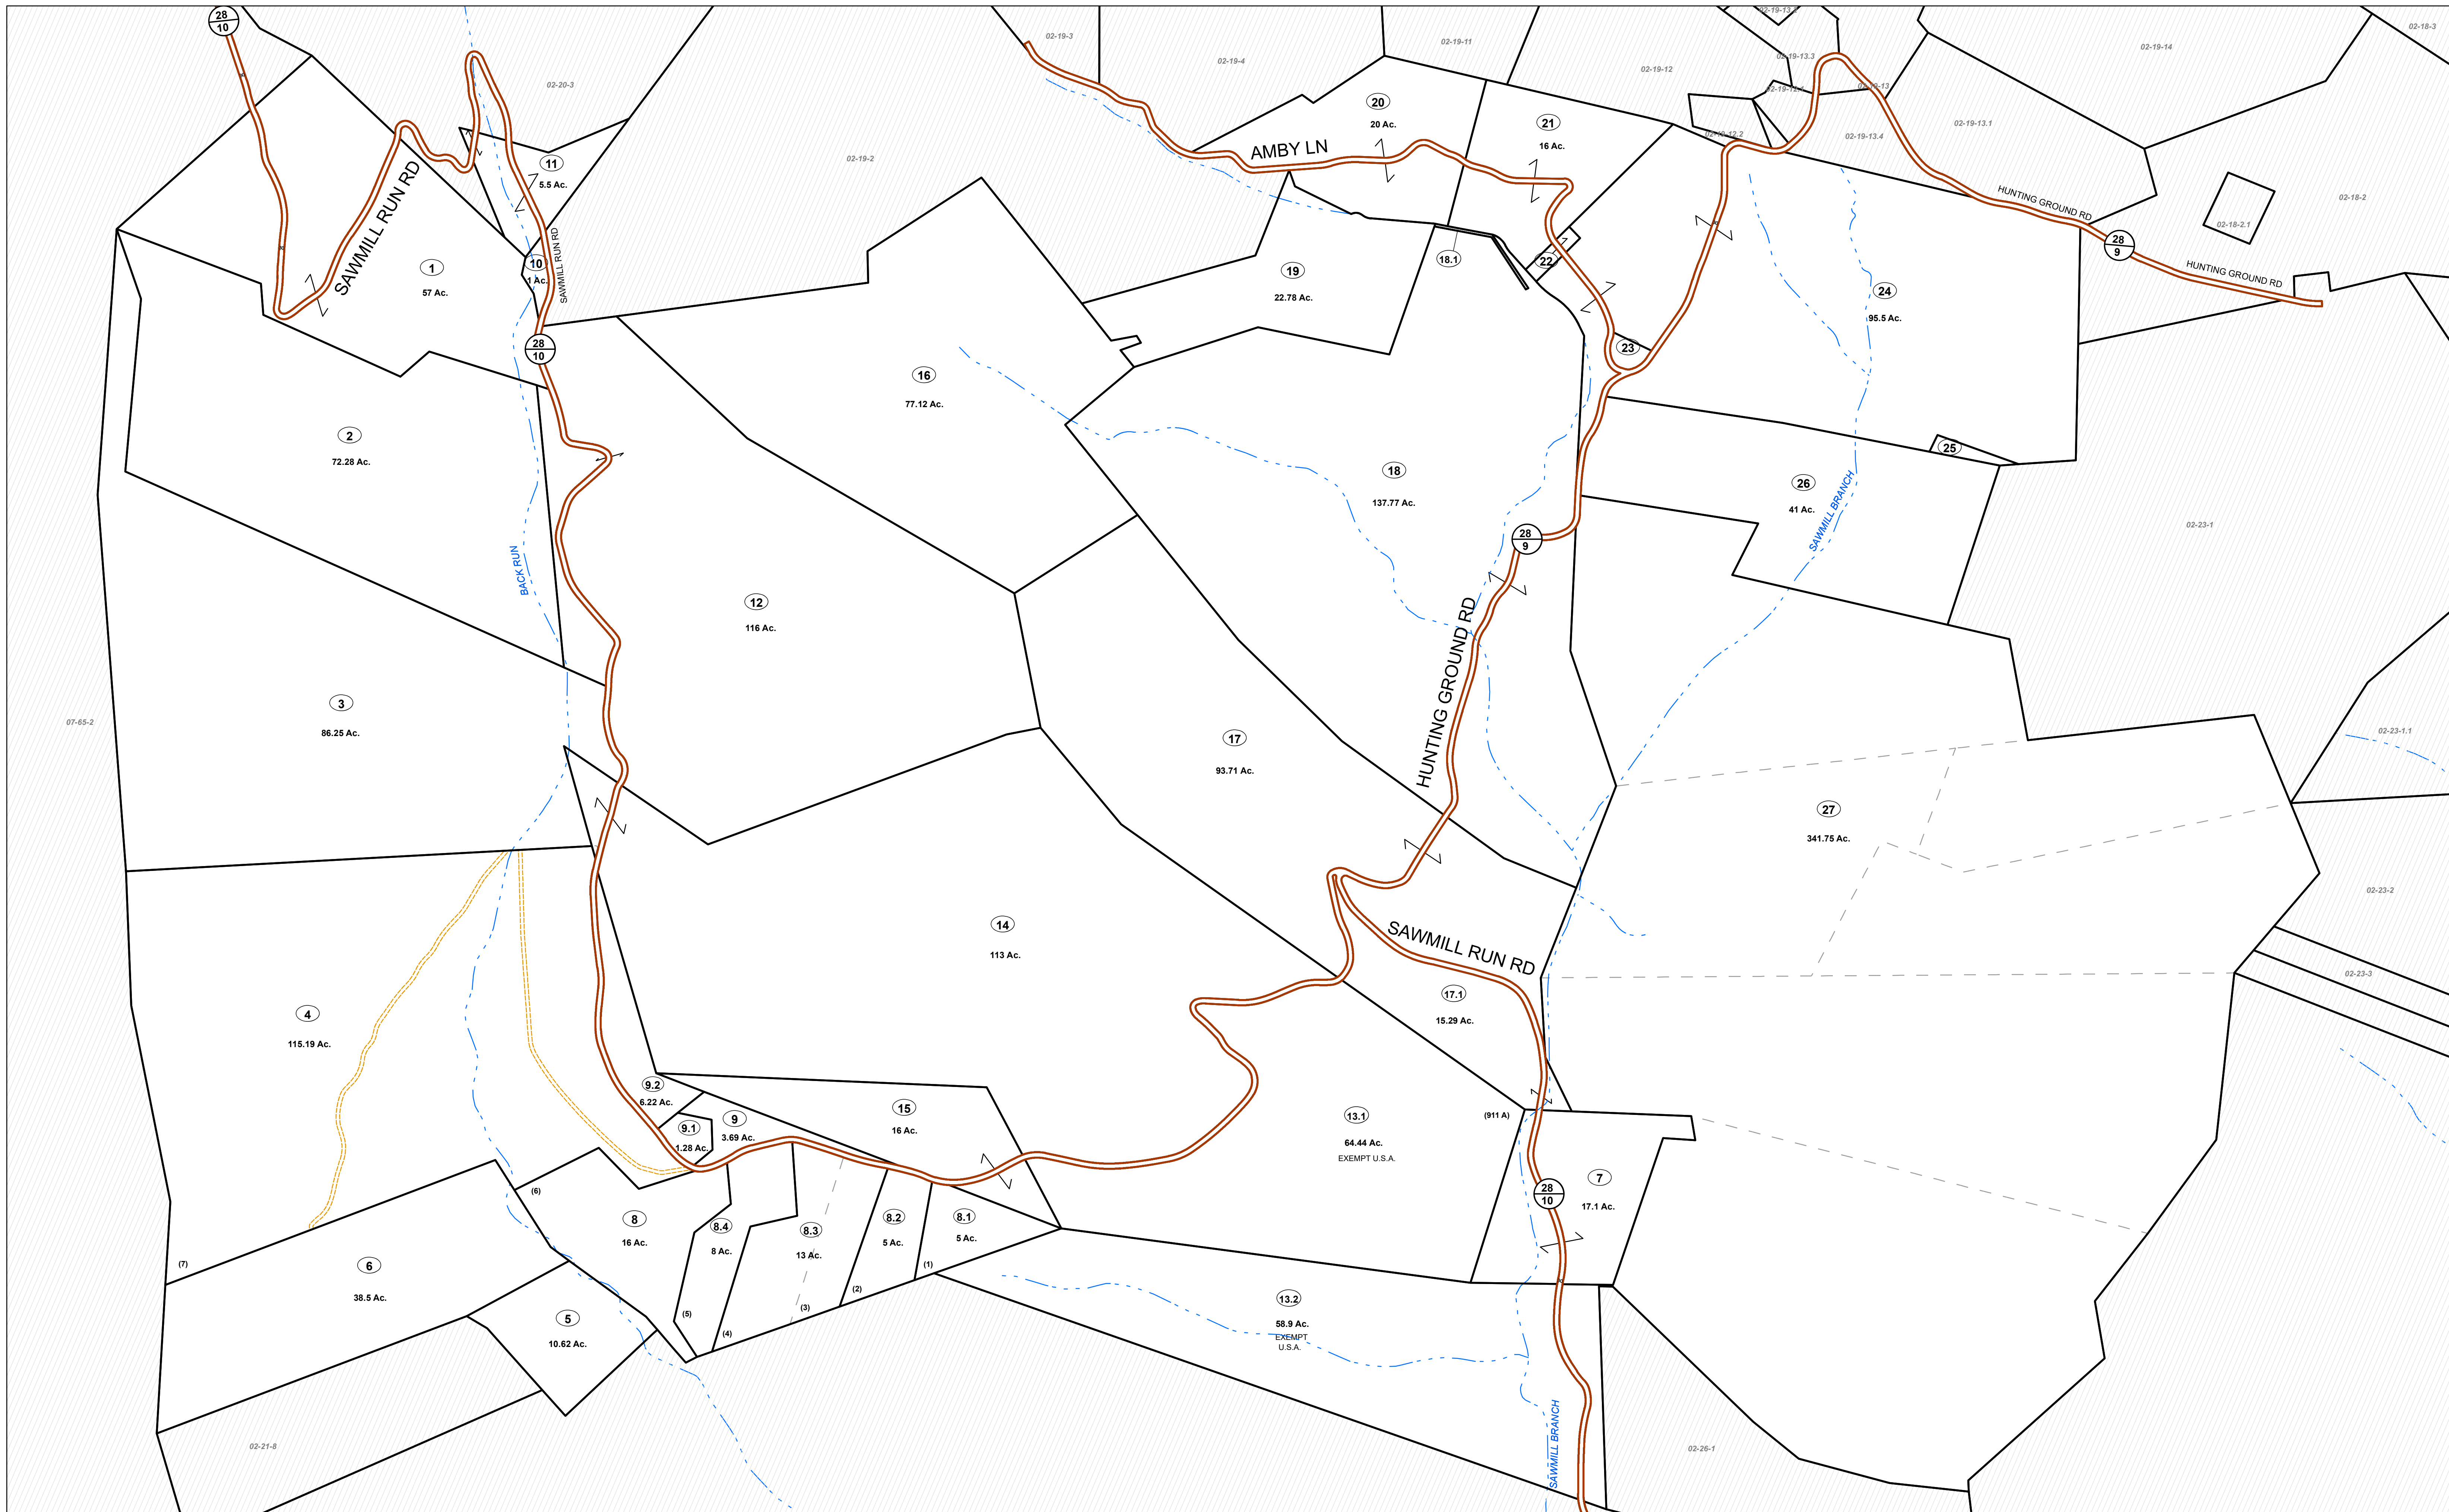 28
10
02-20-3
02-19-3
02-19-4
02-19-11
02-19-12
02-19-13.3
02-19-14
02-18-3
02-19-13.1
02-19-13.4
02-19-2
20
20 Ac.
21
16 Ac.
AMBY LN
11
5.5 Ac.
SAWMILL RUN RD
1
57 Ac.
10
1 Ac.
SAWMILL RUN RD
28
10
19
22.78 Ac.
18.1
22
23
24
95.5 Ac.
HUNTING GROUND RD
28
9
HUNTING GROUND RD
02-18-2.1
02-18-2
2
72.28 Ac.
16
77.12 Ac.
18
137.77 Ac.
25
26
41 Ac.
SAWMILL BRANCH
02-23-1
28
9
BACK RUN
12
116 Ac.
HUNTING GROUND RD
3
86.25 Ac.
07-65-2
17
93.71 Ac.
27
341.75 Ac.
02-23-1.1
02-23-2
02-23-3
14
113 Ac.
SAWMILL RUN RD
17.1
15.29 Ac.
4
115.19 Ac.
9.2
6.22 Ac.
9.1
1.28 Ac.
9
3.69 Ac.
15
16 Ac.
13.1
64.44 Ac.
EXEMPT U.S.A.
(911 A)
7
17.1 Ac.
28
10
(6)
8
16 Ac.
8.4
8 Ac.
8.3
13 Ac.
8.2
5 Ac.
8.1
5 Ac.
(7)
6
38.5 Ac.
(5)
(4)
(3)
(2)
(1)
5
10.62 Ac.
13.2
58.9 Ac.
EXEMPT
U.S.A.
SAWMILL BRANCH
02-21-8
02-26-1